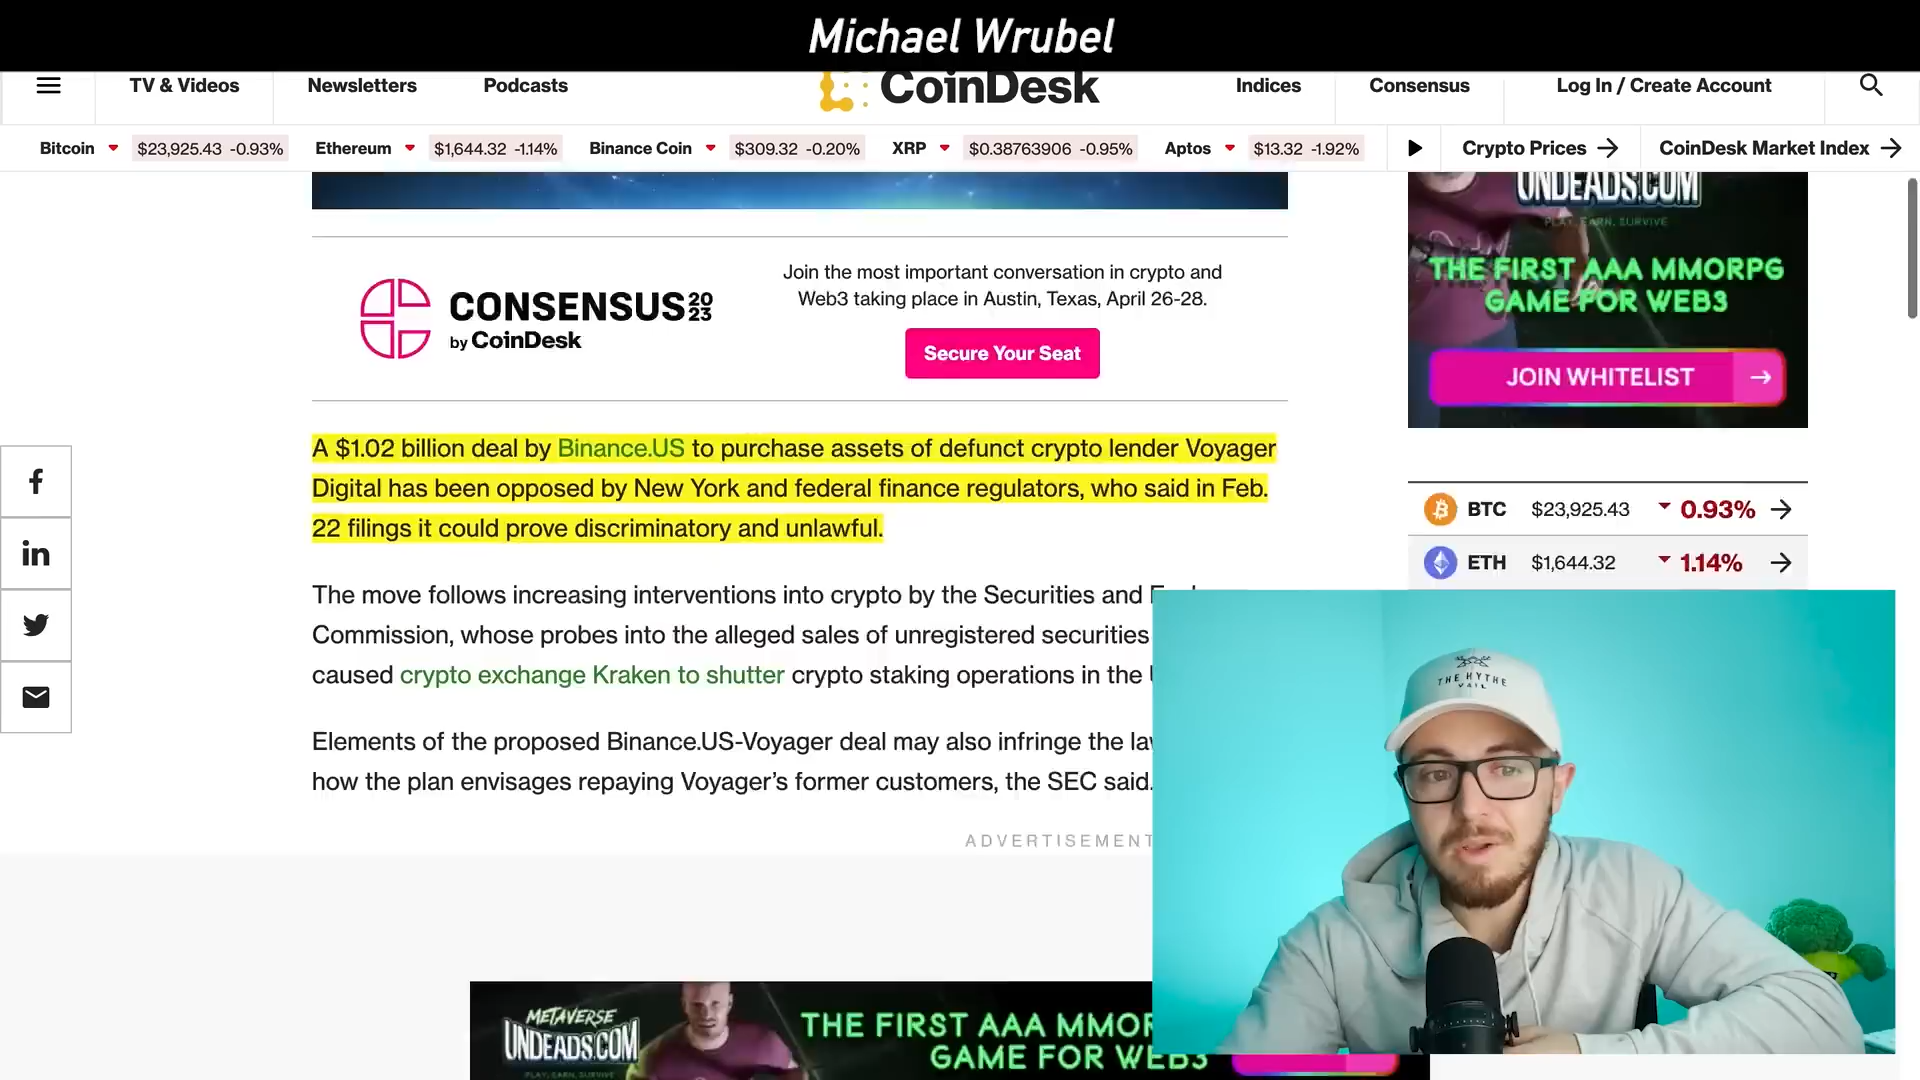 Michael Wrubel
TV & Videos
Newsletters
Podcasts
CoinDesk
Indices
Consensus
Log In / Create Account
Bitcoin $23,925.43 -0.93%
Ethereum $1,644.32 -1.14%
Binance Coin $309.32 -0.20%
XRP $0.38763906 -0.95%
Aptos $13.32 -1.92%
Crypto Prices
CoinDesk Market Index
UNDEADS.COM
PLAY, EARN, SURVIVE
THE FIRST AAA MMORPG
GAME FOR WEB3
JOIN WHITELIST
CONSENSUS 2023
by CoinDesk
Join the most important conversation in crypto and
Web3 taking place in Austin, Texas, April 26-28.
Secure Your Seat
A $1.02 billion deal by Binance.US to purchase assets of defunct crypto lender Voyager
Digital has been opposed by New York and federal finance regulators, who said in Feb.
22 filings it could prove discriminatory and unlawful.
BTC $23,925.43 0.93%
ETH $1,644.32 1.14%
The move follows increasing interventions into crypto by the Securities and
Commission, whose probes into the alleged sales of unregistered securities
caused crypto exchange Kraken to shutter crypto staking operations in the
Elements of the proposed Binance.US-Voyager deal may also infringe the
how the plan envisages repaying Voyager's former customers, the SEC said.
ADVERTISEMENT
THE HYTHE
VAIL
METAVERSE
UNDEADS.COM
PLAY, EARN, SURVIVE
THE FIRST AAA MMOR
GAME FOR WEB3